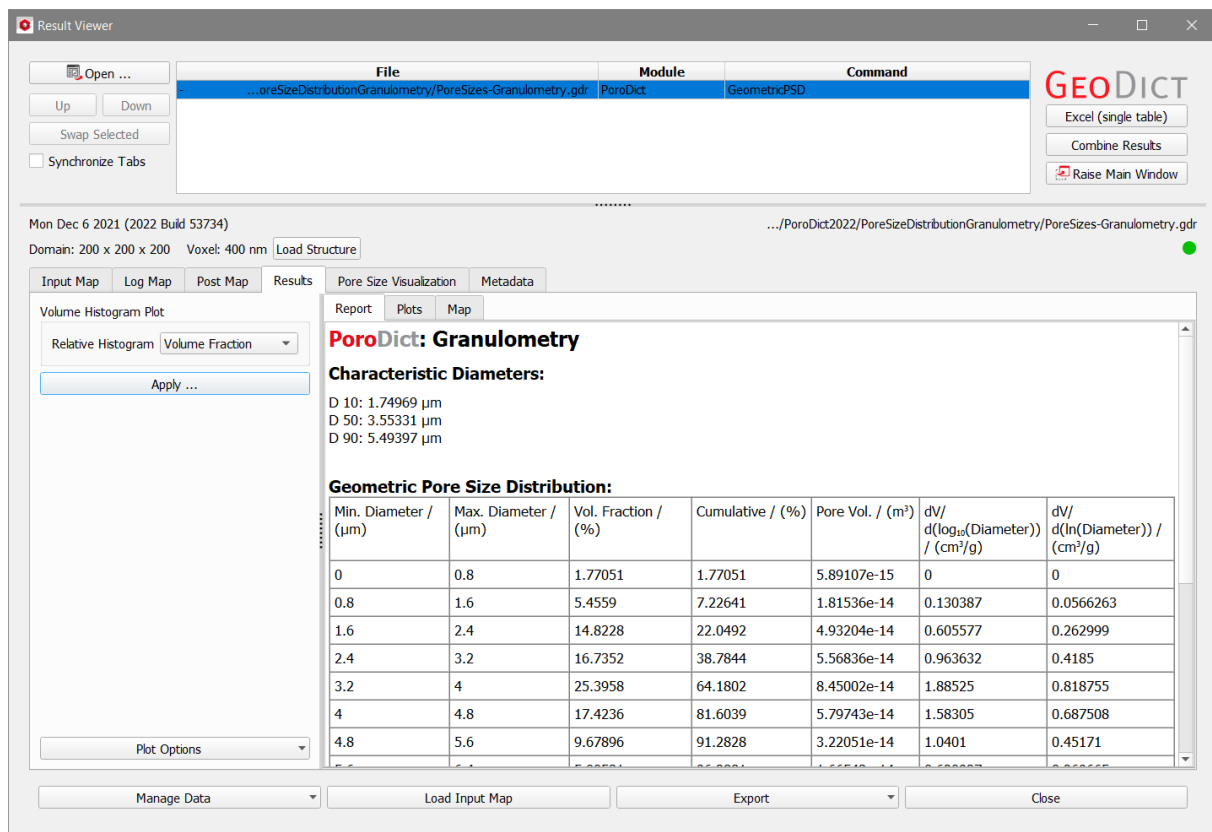 Result Viewer
Open ...
Up Down
Swap Selected
Synchronize Tabs
File Module Command
- ...oreSizeDistributionGranulometry/PoreSizes-Granulometry.gdr PoroDict GeometricPSD
GEODICT
Excel (single table)
Combine Results
Raise Main Window
Mon Dec 6 2021 (2022 Build 53734)
.../PoroDict2022/PoreSizeDistributionGranulometry/PoreSizes-Granulometry.gdr
Domain: 200 x 200 x 200 Voxel: 400 nm Load Structure
Input Map Log Map Post Map Results Pore Size Visualization Metadata
Volume Histogram Plot
Relative Histogram Volume Fraction
Apply ...
Plot Options
Report Plots Map
PoroDict: Granulometry
Characteristic Diameters:
D 10: 1.74969 µm
D 50: 3.55331 µm
D 90: 5.49397 µm
Geometric Pore Size Distribution:
Min. Diameter / (µm) Max. Diameter / (µm) Vol. Fraction / (%) Cumulative / (%) Pore Vol. / (m³) dV/ d(log₁₀(Diameter)) / (cm³/g) dV/ d(ln(Diameter)) / (cm³/g)
0 0.8 1.77051 1.77051 5.89107e-15 0 0
0.8 1.6 5.4559 7.22641 1.81536e-14 0.130387 0.0566263
1.6 2.4 14.8228 22.0492 4.93204e-14 0.605577 0.262999
2.4 3.2 16.7352 38.7844 5.56836e-14 0.963632 0.4185
3.2 4 25.3958 64.1802 8.45002e-14 1.88525 0.818755
4 4.8 17.4236 81.6039 5.79743e-14 1.58305 0.687508
4.8 5.6 9.67896 91.2828 3.22051e-14 1.0401 0.45171
Manage Data Load Input Map Export Close